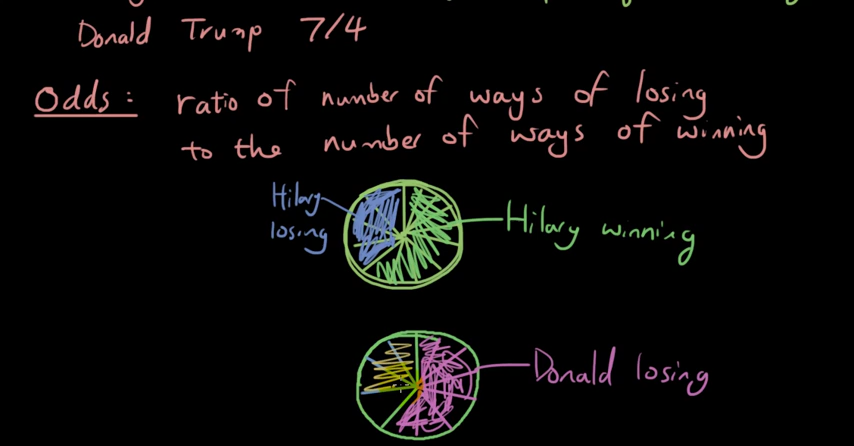 Donald Trump 7/4
Odds: ratio of number of ways of losing
to the number of ways of winning
Hilary
losing
Hilary winning
Donald losing